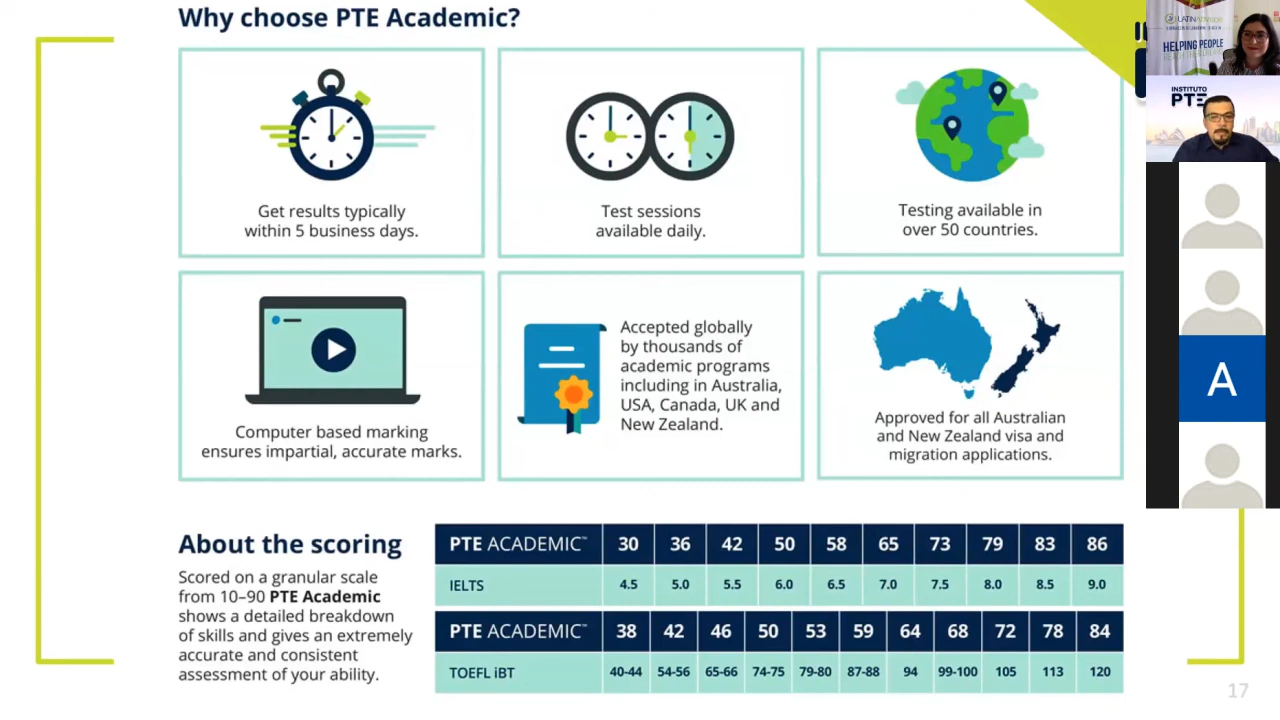 Why choose PTE Academic?
Get results typically
within 5 business days.
Test sessions
available daily.
Testing available in
over 50 countries.
Computer based marking
ensures impartial, accurate marks.
Accepted globally
by thousands of
academic programs
including in Australia,
USA, Canada, UK and
New Zealand.
Approved for all Australian
and New Zealand visa and
migration applications.
About the scoring
Scored on a granular scale
from 10–90 PTE Academic
shows a detailed breakdown
of skills and gives an extremely
accurate and consistent
assessment of your ability.
PTE ACADEMIC™ 30 36 42 50 58 65 73 79 83 86
IELTS 4.5 5.0 5.5 6.0 6.5 7.0 7.5 8.0 8.5 9.0
PTE ACADEMIC™ 38 42 46 50 53 59 64 68 72 78 84
TOEFL iBT 40-44 54-56 65-66 74-75 79-80 87-88 94 99-100 105 113 120
17
HELPING PEOPLE
INSTITUTO
PTE
A